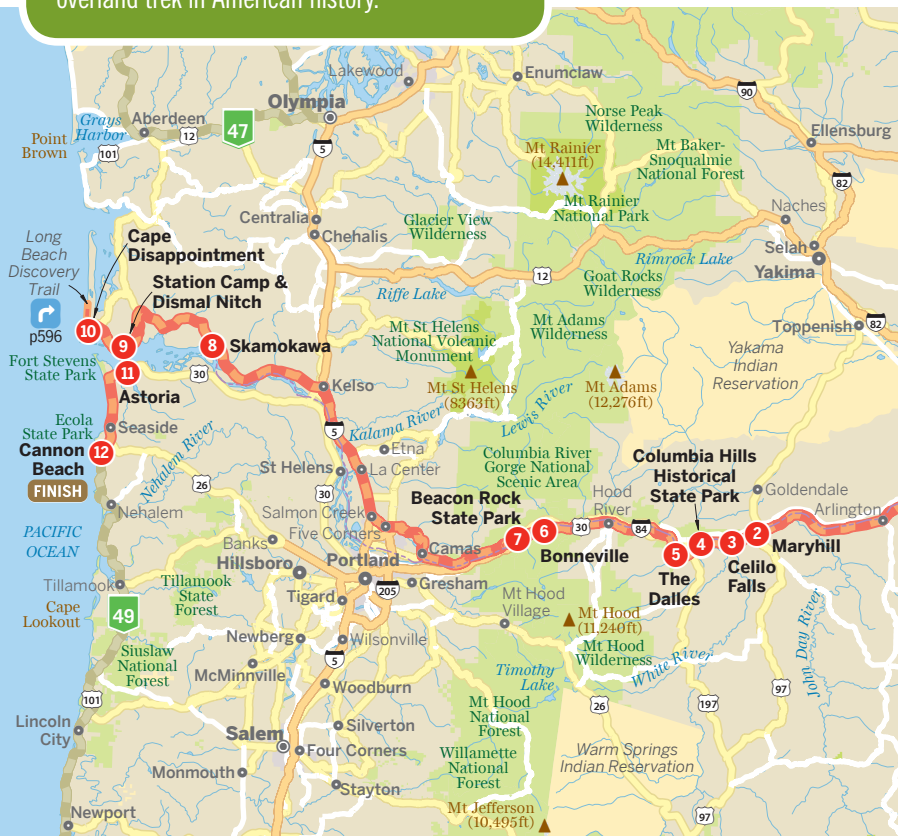 overland trek in American history.
Lakewood
Enumclaw
90
Olympia
Norse Peak
Wilderness
Grays
Harbor
Aberdeen
12
47
Point
Brown
101
5
Ellensburg
Mt Rainier
(14,411ft)
Mt Baker-
Snoqualmie
National Forest
82
Mt Rainier
National Park
Naches
Centralia
Glacier View
Wilderness
Chehalis
Long
Beach
Discovery
Trail
p596
Cape
Disappointment
Selah
Yakima
Rimrock Lake
12
Goat Rocks
Wilderness
Station Camp &
Dismal Nitch
Riffe Lake
10
9
8
Skamokawa
Mt St Helens
National Volcanic
Monument
Mt Adams
Wilderness
Toppenish
82
Yakama
Indian
Reservation
Fort Stevens
State Park
11
30
Astoria
Kelso
Mt St Helens
(8363ft)
Lewis River
Mt Adams
(12,276ft)
Ecola
State Park
Seaside
5
Kalama River
Cannon
Beach
12
FINISH
Nehalem River
Etna
St Helens
La Center
Columbia River
Gorge National
Scenic Area
Columbia Hills
Historical
State Park
26
30
Goldendale
Nehalem
Salmon Creek
Five Corners
Beacon Rock
State Park
Hood
River
Arlington
PACIFIC
OCEAN
Banks
7
6
30
84
5
4
3
2
Maryhill
Hillsboro
Portland
Camas
Bonneville
The
Dalles
Celilo
Falls
Tillamook
Tillamook
State
Forest
Tigard
205
Gresham
Cape
Lookout
49
Mt Hood
Village
Mt Hood
(11,240ft)
Mt Hood
Wilderness
John Day River
Newberg
Wilsonville
Siuslaw
National
Forest
5
White River
McMinnville
Timothy
Lake
Woodburn
101
97
26
197
Mt Hood
National
Forest
Lincoln
City
Silverton
Salem
Four Corners
Willamette
National
Forest
Warm Springs
Indian Reservation
Monmouth
Stayton
Mt Jefferson
(10,495ft)
97
Newport